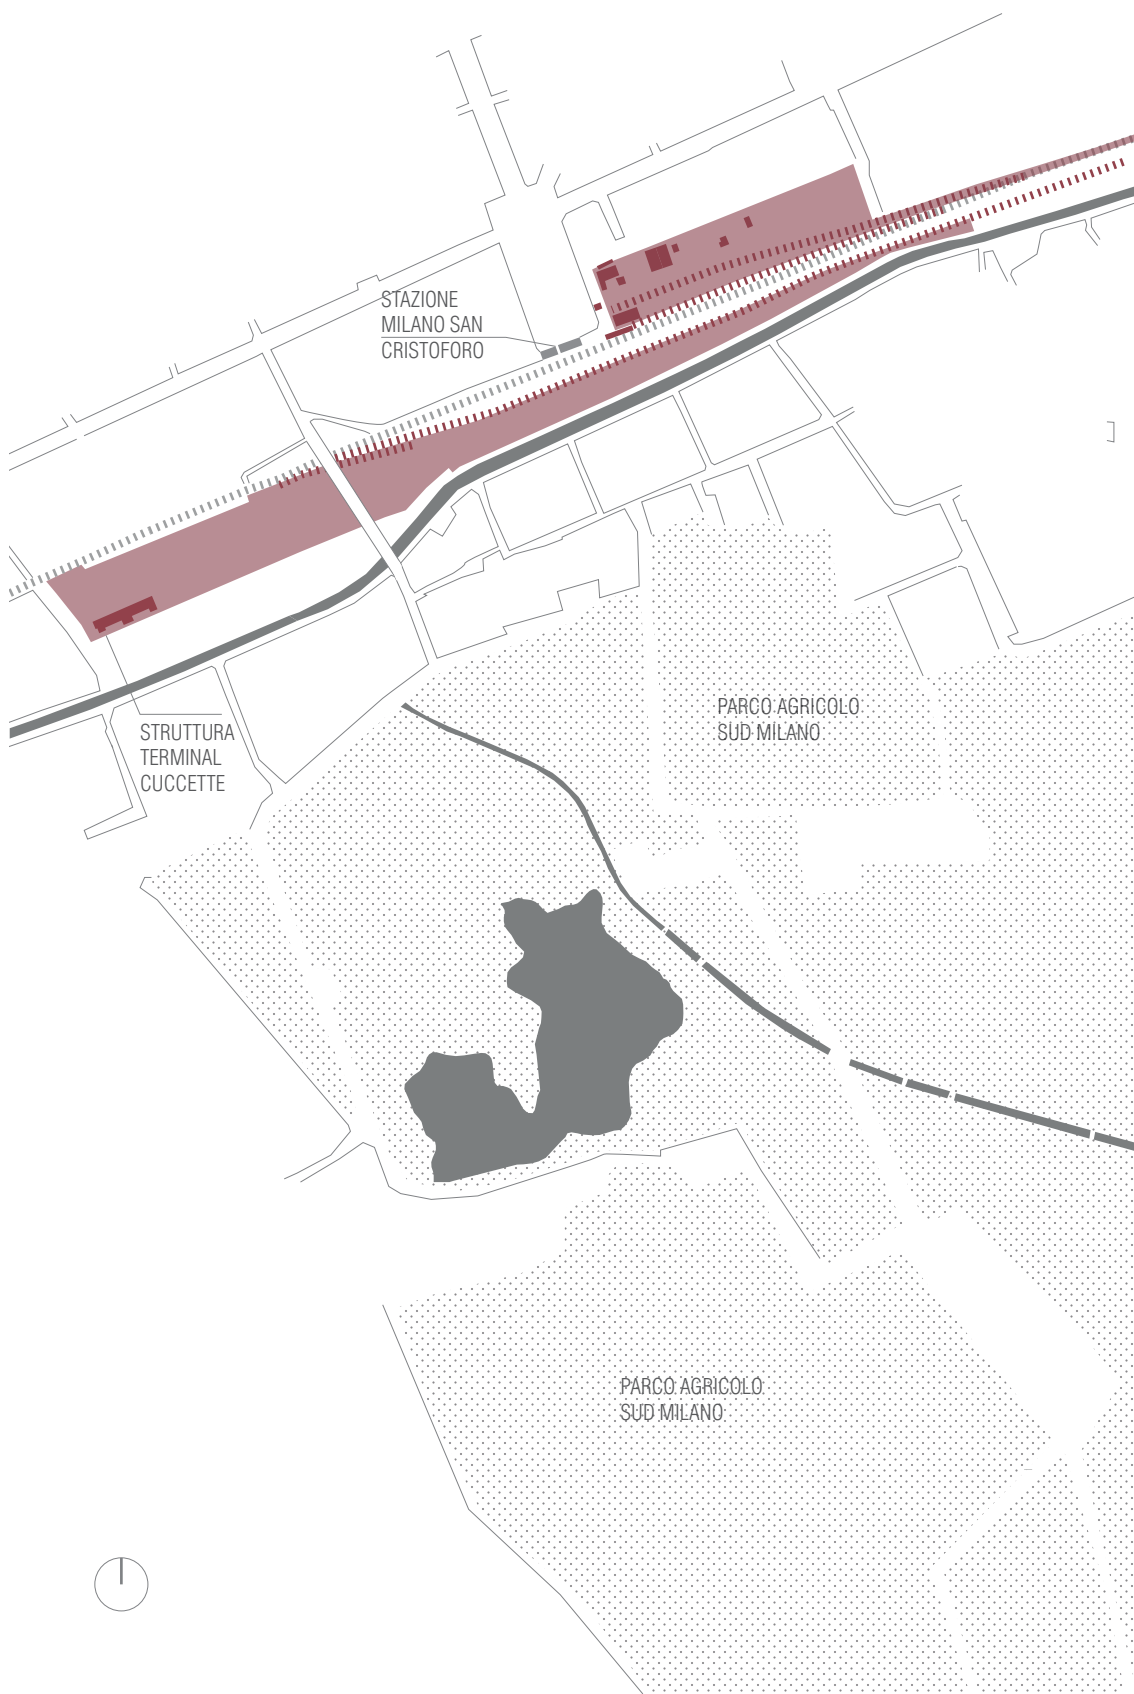 STAZIONE
MILANO SAN
CRISTOFORO
STRUTTURA
TERMINAL
CUCCETTE
PARCO AGRICOLO
SUD MILANO
PARCO AGRICOLO
SUD MILANO